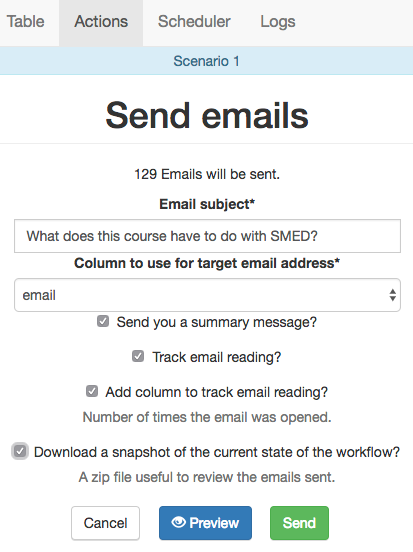 Table Actions Scheduler Logs
Scenario 1
Send emails
129 Emails will be sent.
Email subject*
What does this course have to do with SMED?
Column to use for target email address*
email
Send you a summary message?
Track email reading?
Add column to track email reading?
Number of times the email was opened.
Download a snapshot of the current state of the workflow?
A zip file useful to review the emails sent.
Cancel Preview Send